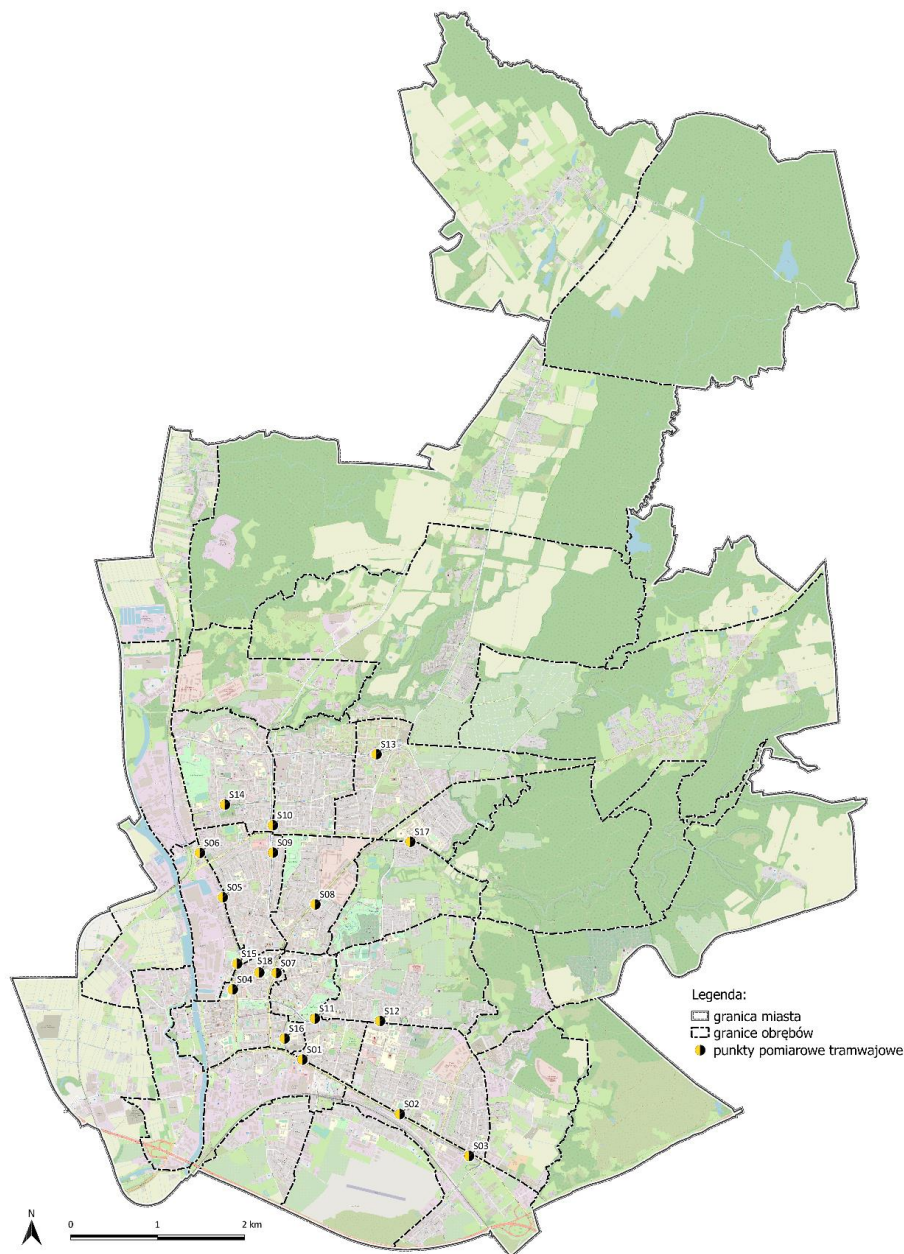 S13
S14
S10
S17
S06
S09
S05
S08
S15
S18
S07
S04
S11
S12
S16
S01
S02
S03
Legenda:
granica miasta
granice obrębów
punkty pomiarowe tramwajowe
N
0 1 2 km